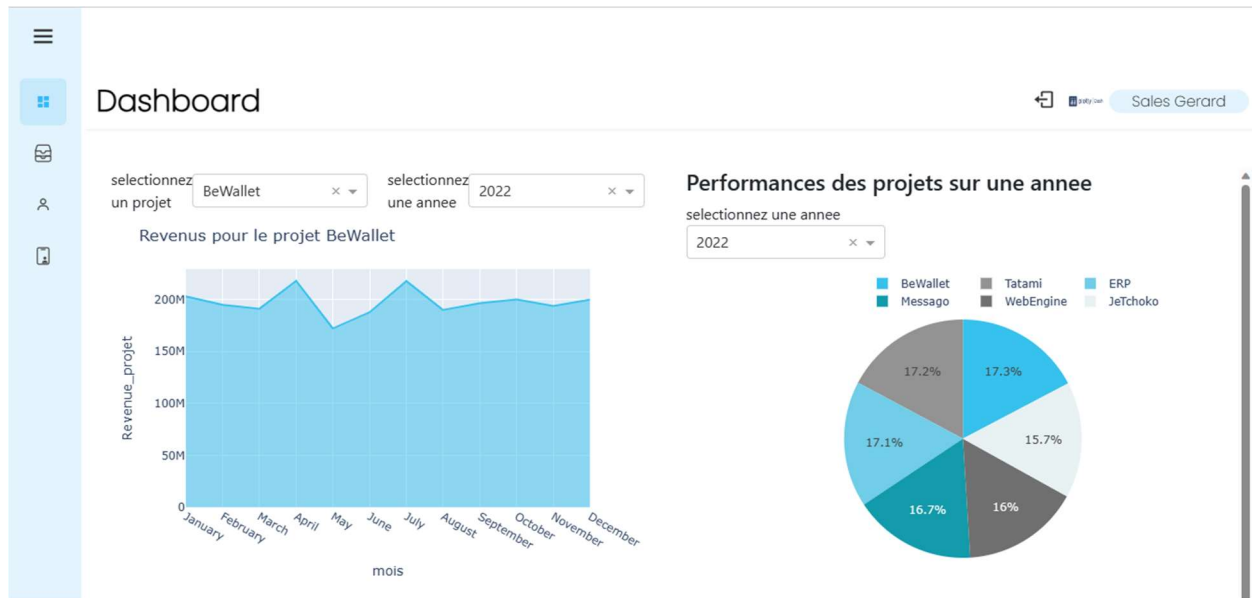 Dashboard
Sales Gerard
selectionnez
un projet
BeWallet
selectionnez
une annee
2022
Revenus pour le projet BeWallet
200M
150M
100M
50M
0
Revenue_projet
January
February
March
April
May
June
July
August
September
October
November
December
mois
Performances des projets sur une annee
selectionnez une annee
2022
BeWallet Tatami ERP
Messago WebEngine JeTchoko
17.2% 17.3%
17.1% 15.7%
16.7% 16%